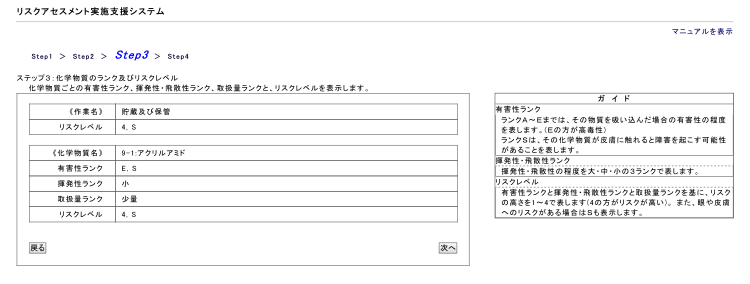 リスクアセスメント実施支援システム
マニュアルを表示
Step1 > Step2 > Step3 > Step4
ステップ3：化学物質のランク及びリスクレベル
化学物質ごとの有害性ランク、揮発性・飛散性ランク、取扱量ランクと、リスクレベルを表示します。
《作業名》 貯蔵及び保管
リスクレベル 4, S
《化学物質名》 9-1:アクリルアミド
有害性ランク E, S
揮発性ランク 小
取扱量ランク 少量
リスクレベル 4, S
戻る 次へ
ガ イ ド
有害性ランク
ランクA～Eまでは、その物質を吸い込んだ場合の有害性の程度
を表します。(Eの方が高毒性)
ランクSは、その化学物質が皮膚に触れると障害を起こす可能性
があることを表します。
揮発性・飛散性ランク
揮発性・飛散性の程度を大・中・小の3ランクで表します。
リスクレベル
有害性ランクと揮発性・飛散性ランクと取扱量ランクを基に、リスク
の高さを1～4で表します(4の方がリスクが高い)。また、眼や皮膚
へのリスクがある場合はSも表示します。